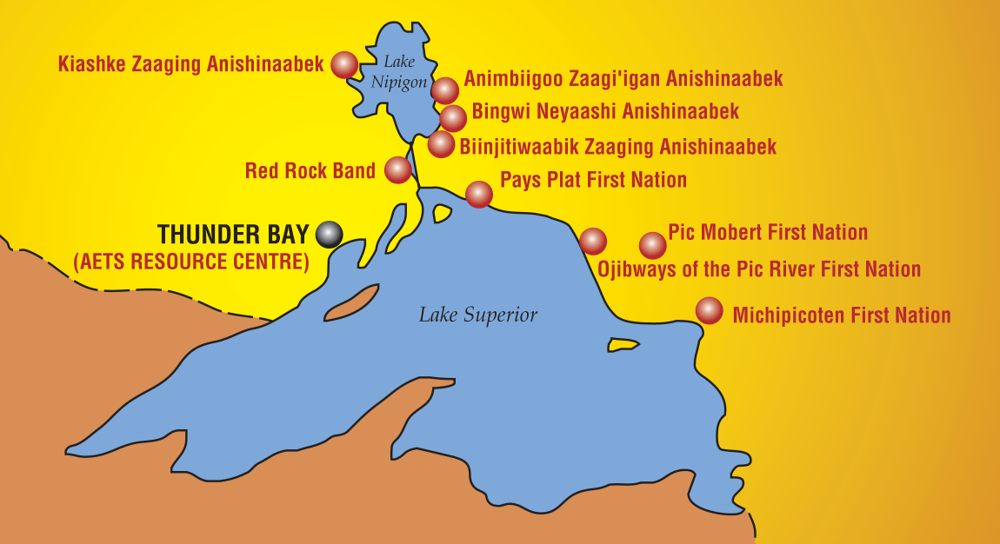 Kiashke Zaaging Anishinaabek
Lake
Nipigon
Animbiigoo Zaagi'igan Anishinaabek
Bingwi Neyaashi Anishinaabek
Biinjitiwaabik Zaaging Anishinaabek
Red Rock Band
Pays Plat First Nation
THUNDER BAY
(AETS RESOURCE CENTRE)
Pic Mobert First Nation
Ojibways of the Pic River First Nation
Lake Superior
Michipicoten First Nation